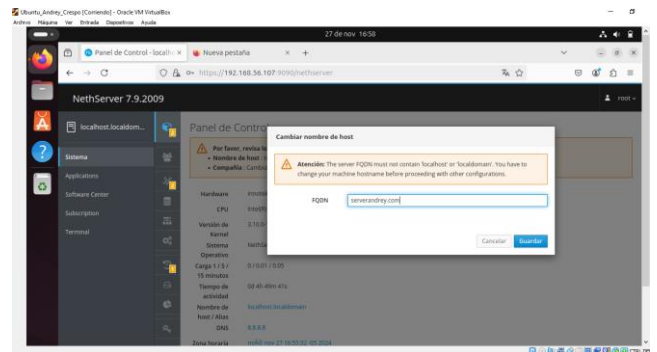 Ubuntu_Andrey_Crespo [Corriendo] - Oracle VM VirtualBox
Archivo Máquina Ver Entrada Dispositivos Ayuda
27 de nov 16:58
Panel de Control - localh
Nueva pestaña
https://192.168.56.107:9090/nethserver
NethServer 7.9.2009
root
localhost.localdom...
Panel de Contro
Cambiar nombre de host
Por favor, revisa
Nombre de host
Compañía
Atención: The server FQDN must not contain 'localhost' or 'localdomain'. You have to
change your machine hostname before proceeding with other configurations.
FQDN
serverandrey.com
Cancelar
Guardar
Sistema
Applications
Software Center
Subscription
Terminal
Hardware
CPU
Versión de
Kernel
3.10.0-
Sistema
Operativo
Carga 1 / 5 /
15 minutos
0 / 0.01 / 0.05
Tiempo de
actividad
0d 4h 49m 41s
Nombre de
host / Alias
localhost.localdomain
DNS
8.8.8.8
Zona horaria